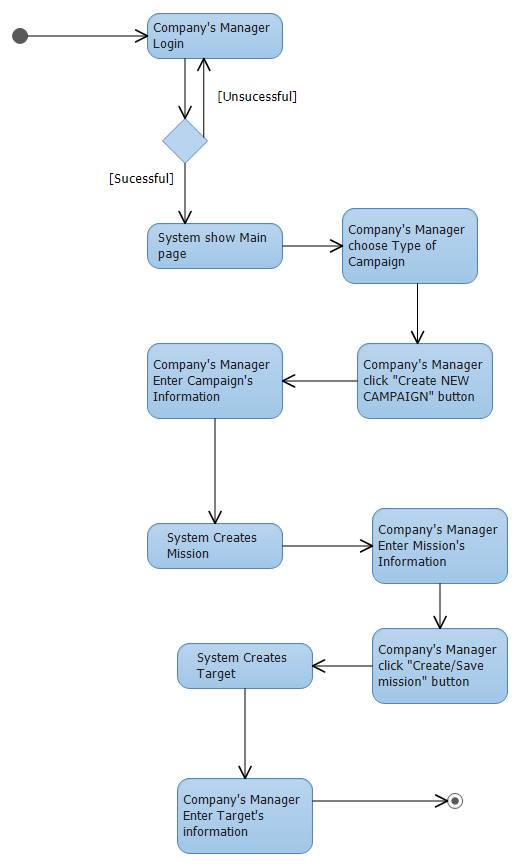 Company's Manager
Login
[Unsucessful]
[Sucessful]
System show Main
page
Company's Manager
choose Type of
Campaign
Company's Manager
click "Create NEW
CAMPAIGN" button
Company's Manager
Enter Campaign's
Information
System Creates
Mission
Company's Manager
Enter Mission's
Information
Company's Manager
click "Create/Save
mission" button
System Creates
Target
Company's Manager
Enter Target's
information